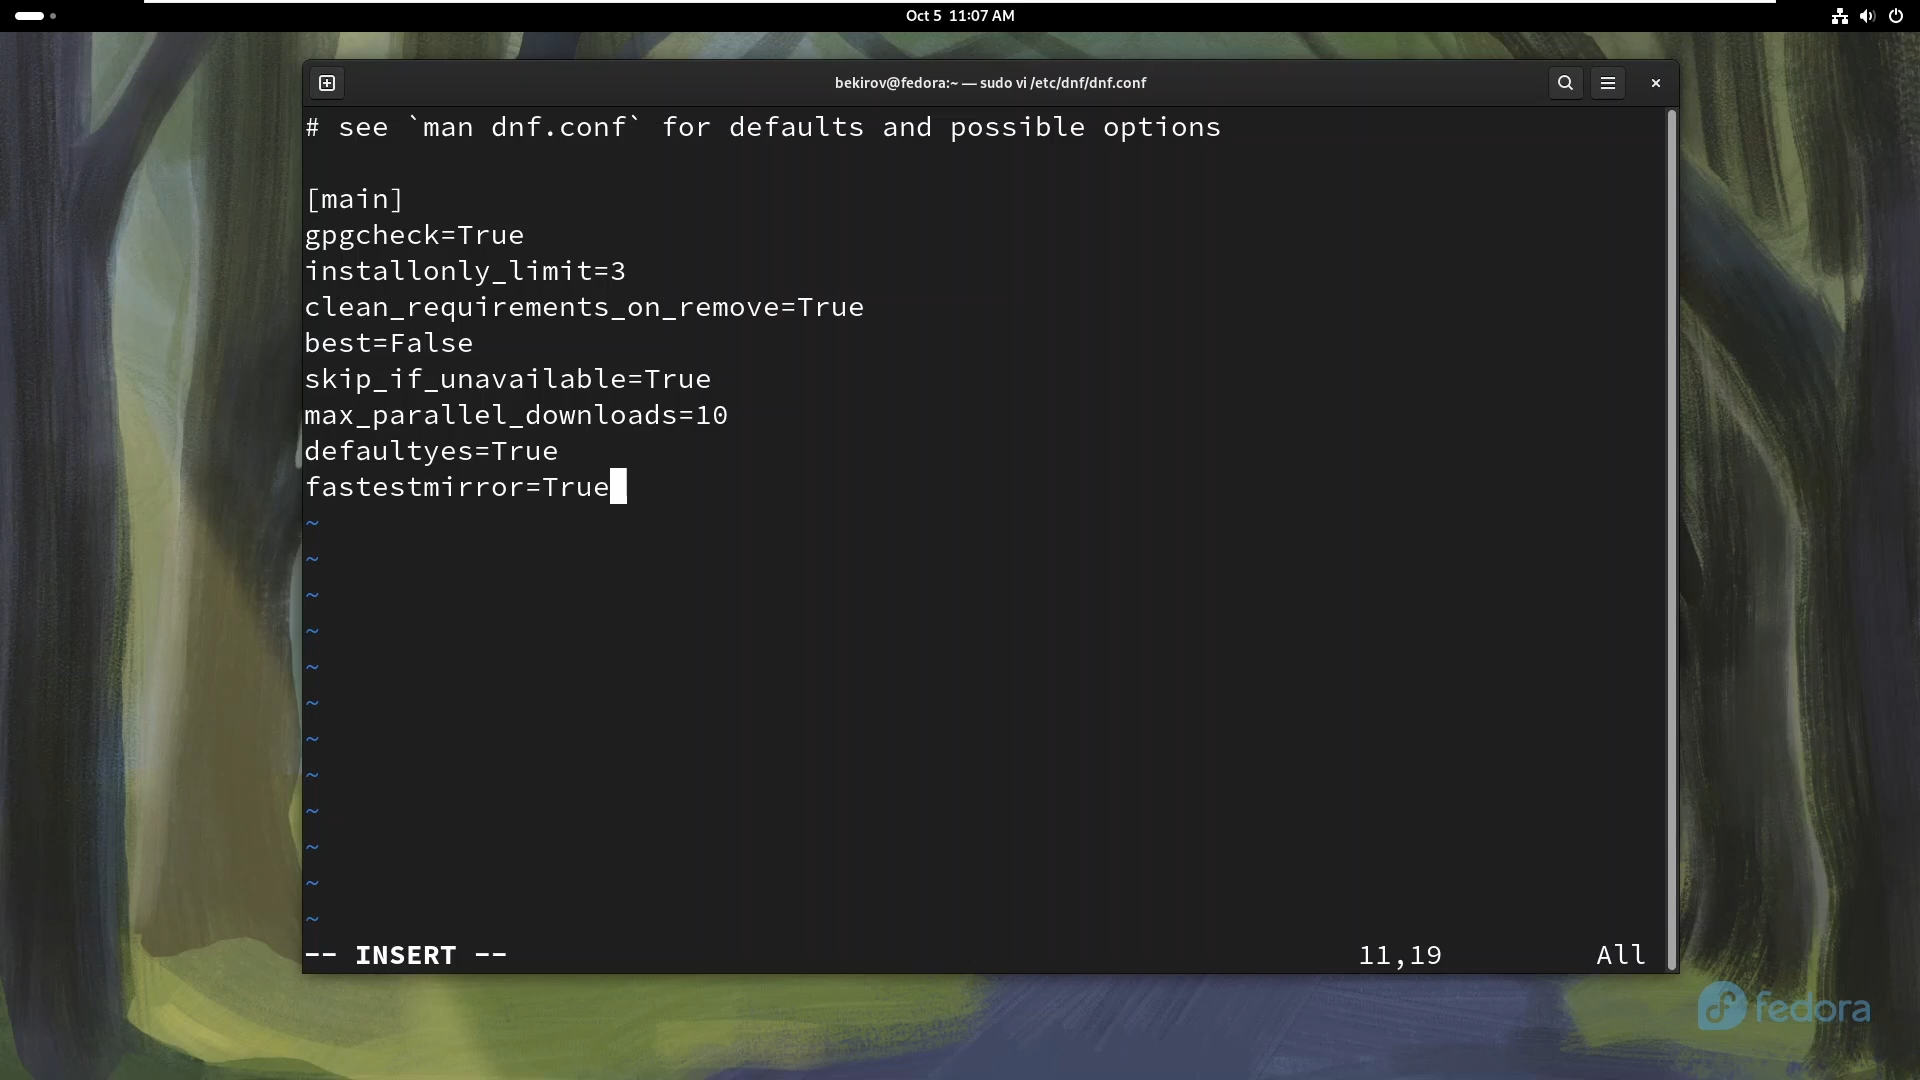 Oct 5 11:07 AM
bekirov@fedora:~ — sudo vi /etc/dnf/dnf.conf
# see `man dnf.conf` for defaults and possible options
[main]
gpgcheck=True
installonly_limit=3
clean_requirements_on_remove=True
best=False
skip_if_unavailable=True
max_parallel_downloads=10
defaultyes=True
fastestmirror=True
~
~
~
~
~
~
~
~
~
~
~
~
-- INSERT -- 11,19 All
fedora